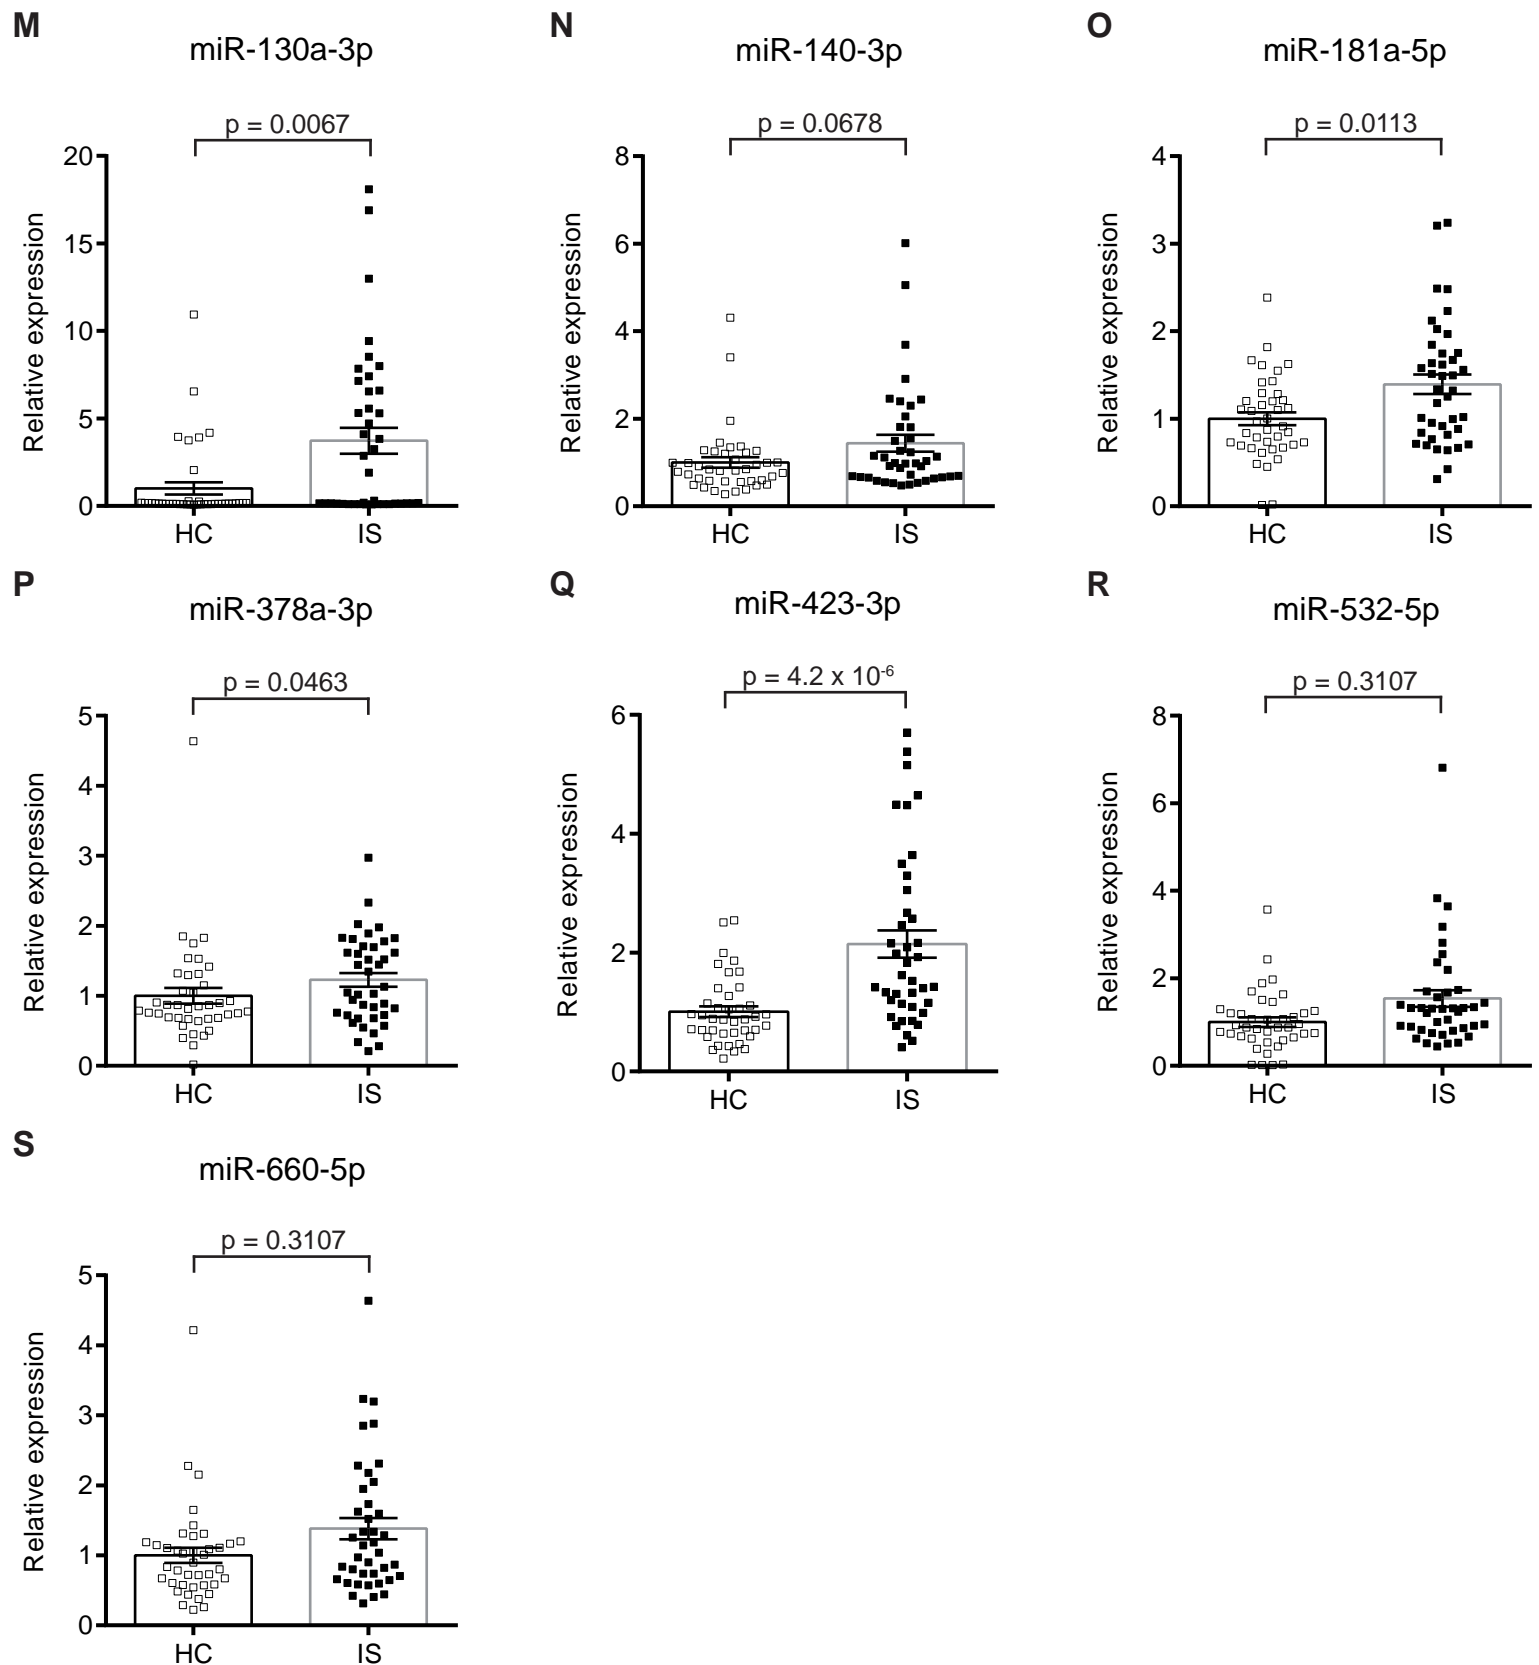 M
miR-130a-3p
p = 0.0067
Relative expression
20
15
10
5
0
HC
IS
N
miR-140-3p
p = 0.0678
Relative expression
8
6
4
2
0
HC
IS
O
miR-181a-5p
p = 0.0113
Relative expression
4
3
2
1
0
HC
IS
P
miR-378a-3p
p = 0.0463
Relative expression
5
4
3
2
1
0
HC
IS
Q
miR-423-3p
p = 4.2 x 10⁻⁶
Relative expression
6
4
2
0
HC
IS
R
miR-532-5p
p = 0.3107
Relative expression
8
6
4
2
0
HC
IS
S
miR-660-5p
p = 0.3107
Relative expression
5
4
3
2
1
0
HC
IS